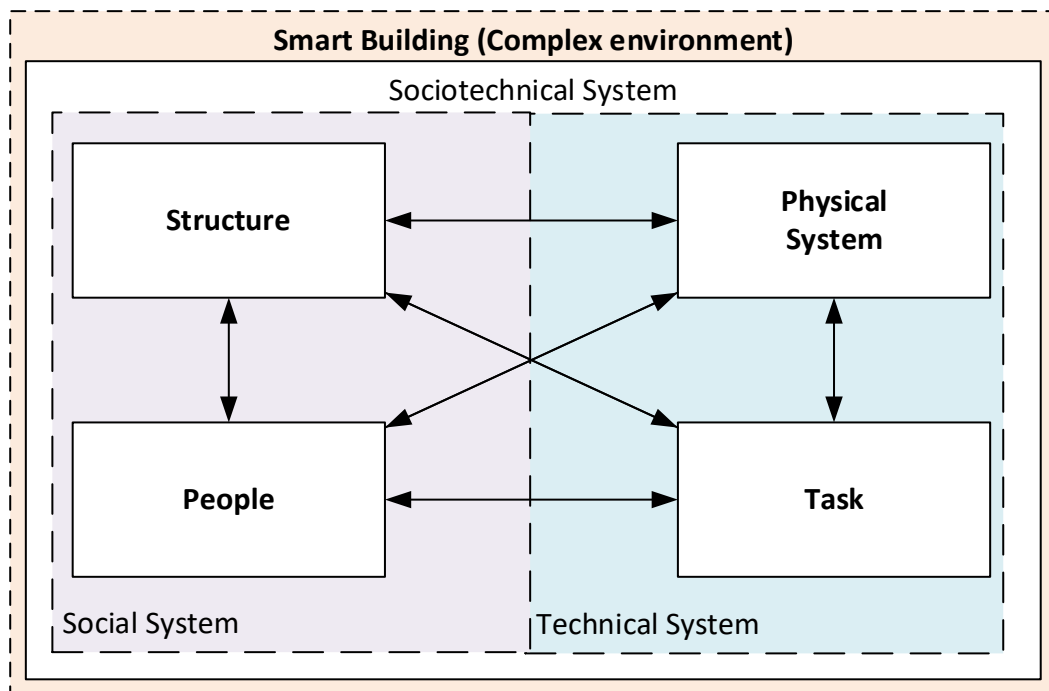 Smart Building (Complex environment)
Sociotechnical System
Structure
Physical
System
People
Task
Social System
Technical System